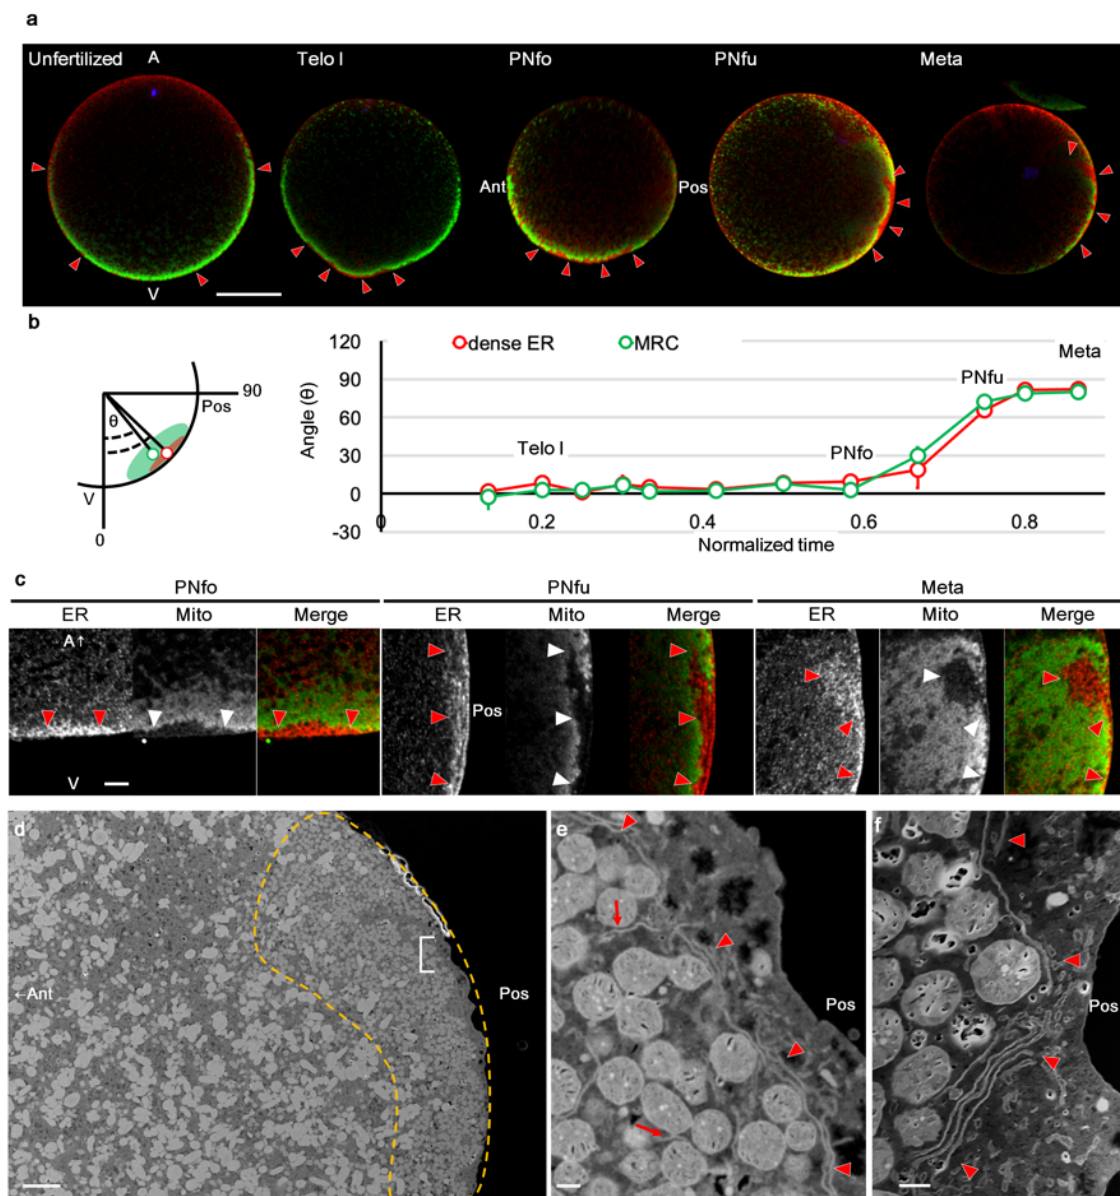 a
Unfertilized A Telo I PNfo PNfu Meta
Ant Pos
V
b
90
Pos
θ
V
0
dense ER MRC
Angle (θ)
120
90
60
30
0
-30
Telo I PNfo PNfu Meta
0 0.2 0.4 0.6 0.8
Normalized time
c
PNfo PNfu Meta
ER Mito Merge ER Mito Merge ER Mito Merge
A↑
Pos
V
d e f
←Ant Pos Pos Pos